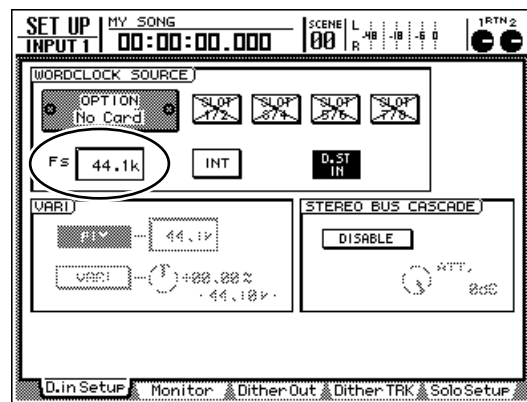 SET UP MY SONG SCENE L -48 -18 -6 0 1RTN2
INPUT 1 00:00:00.000 00 R
WORDCLOCK SOURCE
OPTION SLOT SLOT SLOT SLOT
No Card 1/2 3/4 5/6 7/8
Fs 44.1k INT D.ST
IN
VARI STEREO BUS CASCADE
FIX 44.1k DISABLE
VARI +00.00% ATT.
44.10k 0dB
D.in Setup Monitor Dither Out Dither TRK Solo Setup